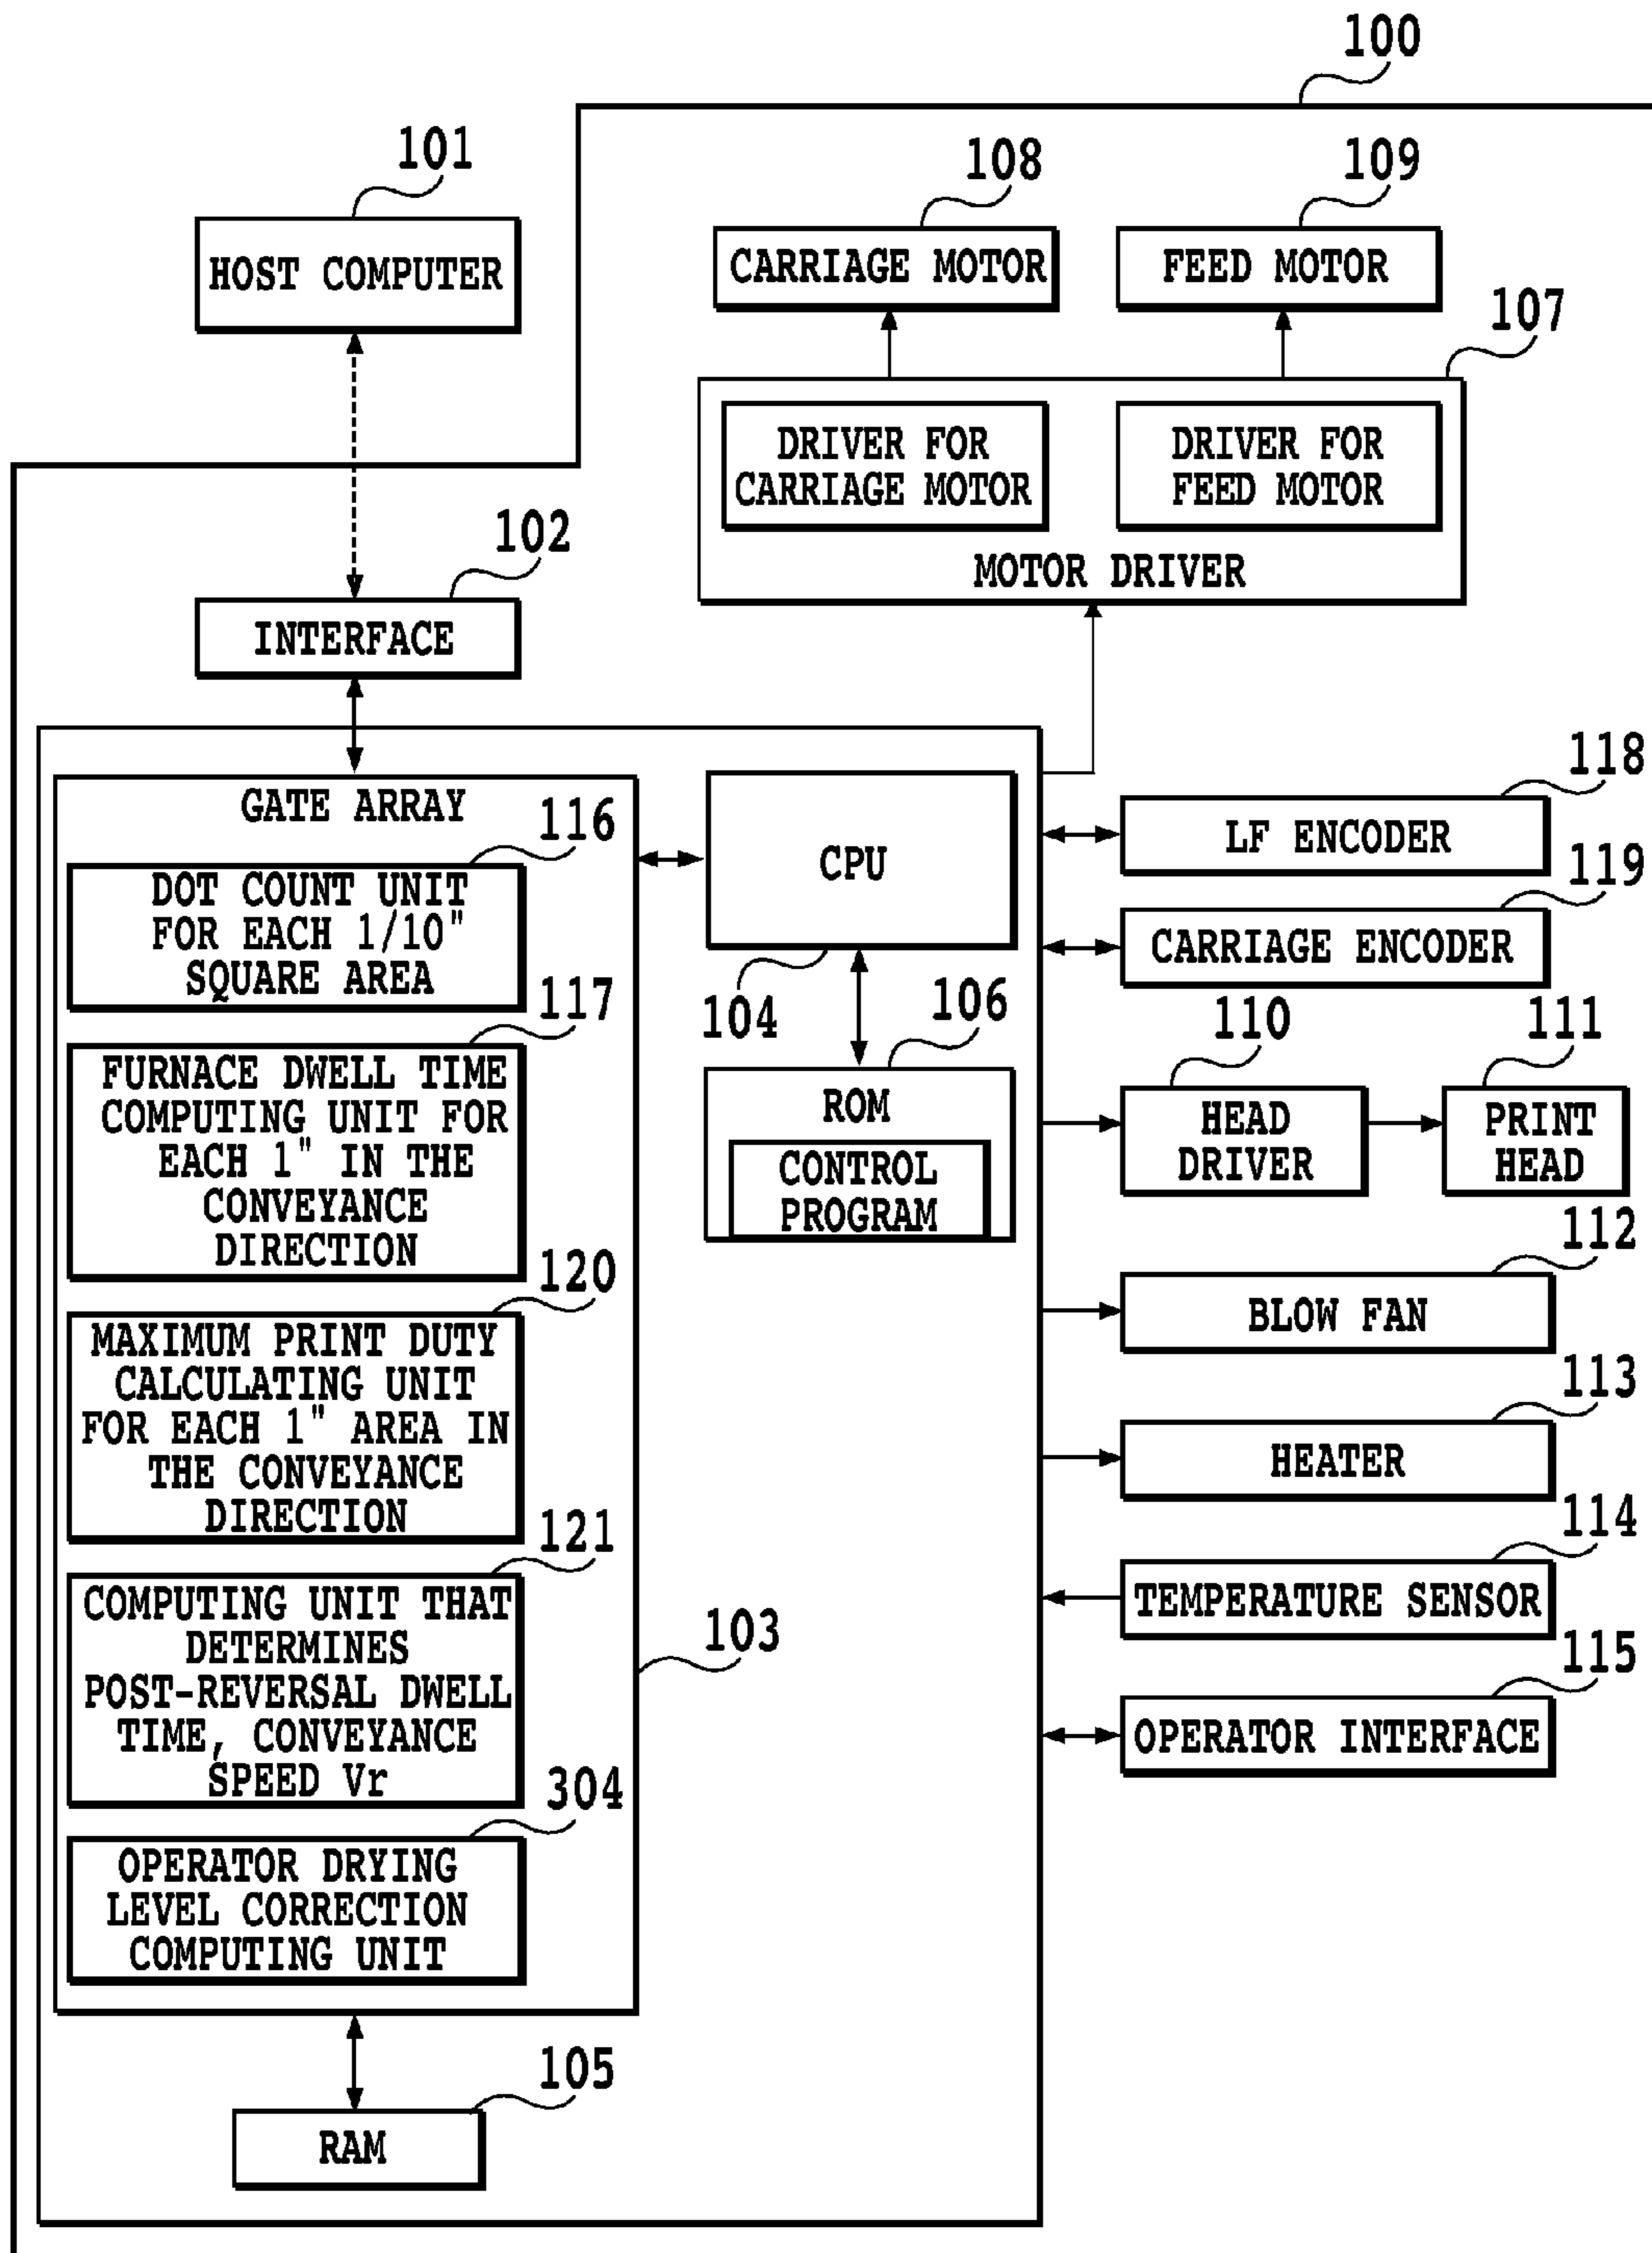 100
101
HOST COMPUTER
108
CARRIAGE MOTOR
109
FEED MOTOR
107
DRIVER FOR
CARRIAGE MOTOR
DRIVER FOR
FEED MOTOR
MOTOR DRIVER
102
INTERFACE
GATE ARRAY
116
DOT COUNT UNIT
FOR EACH 1/10"
SQUARE AREA
117
FURNACE DWELL TIME
COMPUTING UNIT FOR
EACH 1" IN THE
CONVEYANCE
DIRECTION
120
MAXIMUM PRINT DUTY
CALCULATING UNIT
FOR EACH 1" AREA IN
THE CONVEYANCE
DIRECTION
121
COMPUTING UNIT THAT
DETERMINES
POST-REVERSAL DWELL
TIME, CONVEYANCE
SPEED Vr
304
OPERATOR DRYING
LEVEL CORRECTION
COMPUTING UNIT
103
105
RAM
CPU
104
106
ROM
CONTROL
PROGRAM
118
LF ENCODER
119
CARRIAGE ENCODER
110
HEAD
DRIVER
111
PRINT
HEAD
112
BLOW FAN
113
HEATER
114
TEMPERATURE SENSOR
115
OPERATOR INTERFACE